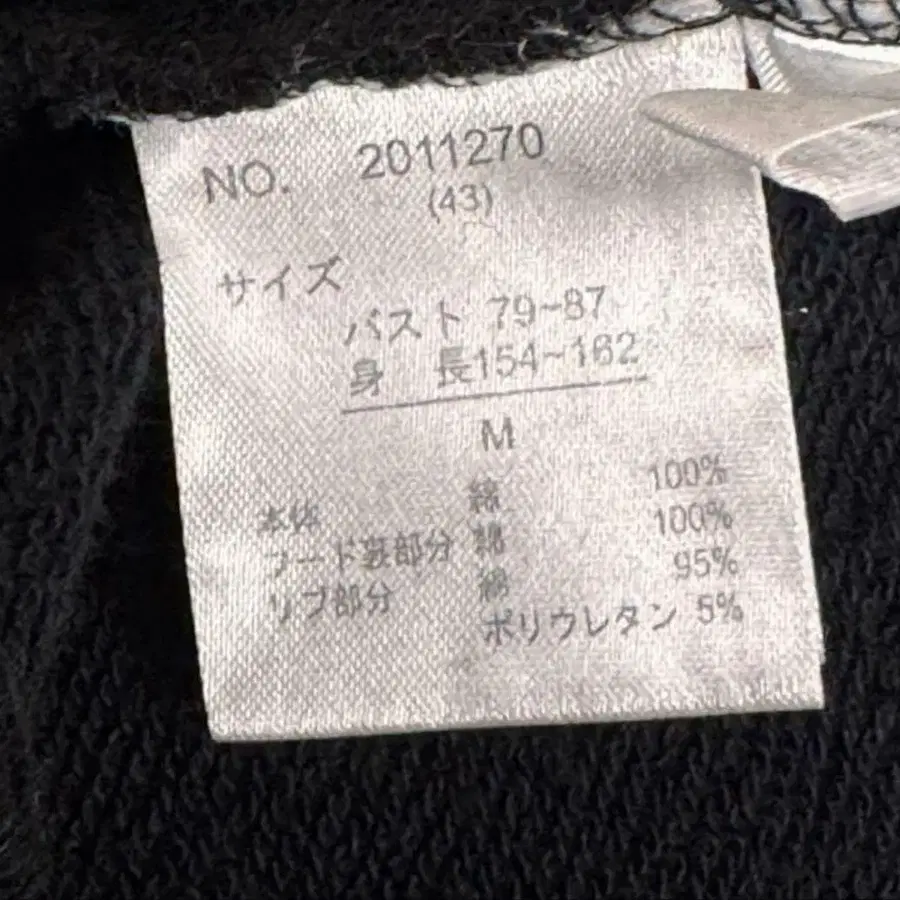 NO. 2011270
(43)
サイズ
バスト 79~87
身 長154~162
M
本体 綿 100%
フード裏部分 綿 100%
リブ部分 綿 95%
ポリウレタン 5%